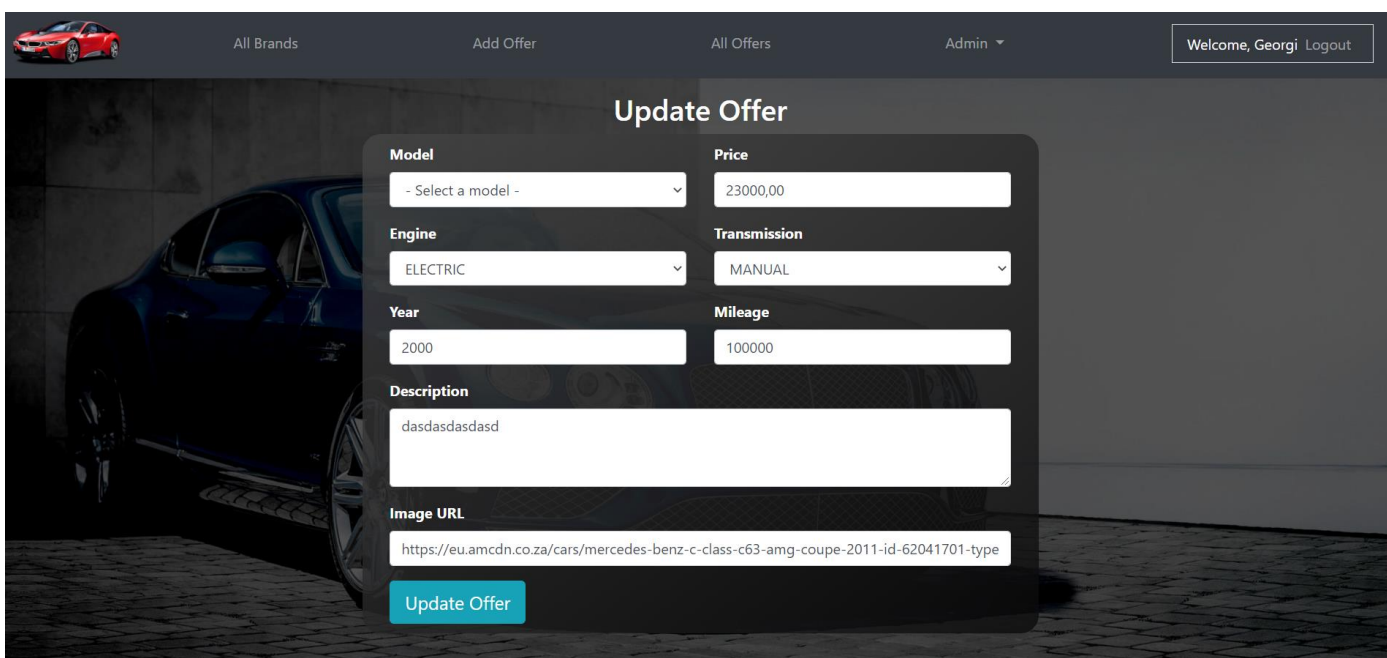 All Brands Add Offer All Offers Admin Welcome, Georgi Logout
Update Offer
Model Price
- Select a model - 23000,00
Engine Transmission
ELECTRIC MANUAL
Year Mileage
2000 100000
Description
dasdasdasdasd
Image URL
https://eu.amcdn.co.za/cars/mercedes-benz-c-class-c63-amg-coupe-2011-id-62041701-type
Update Offer